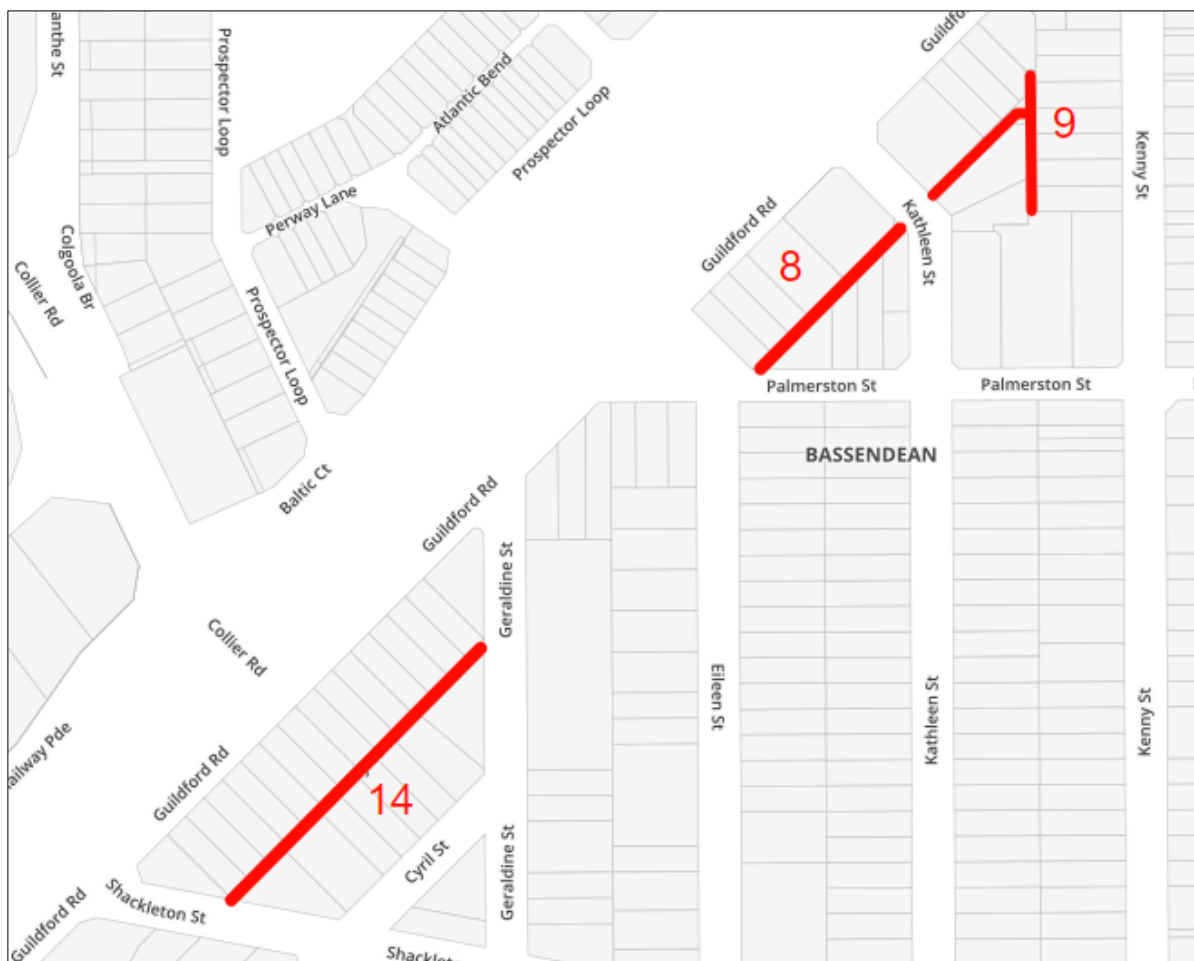 anthe St
Prospector Loop
Atlantic Bend
Prospector Loop
Perway Lane
Colgoola Br
Collier Rd
Prospector Loop
Baltic Ct
9
Kenny St
Guildford Rd
8
Kathleen St
Palmerston St
Palmerston St
BASSENDEAN
Guildford Rd
Geraldine St
Collier Rd
Eileen St
Kathleen St
Kenny St
ailway Pde
Guildford Rd
14
Cyril St
Geraldine St
Shackleton St
Guildford Rd
Shacklet